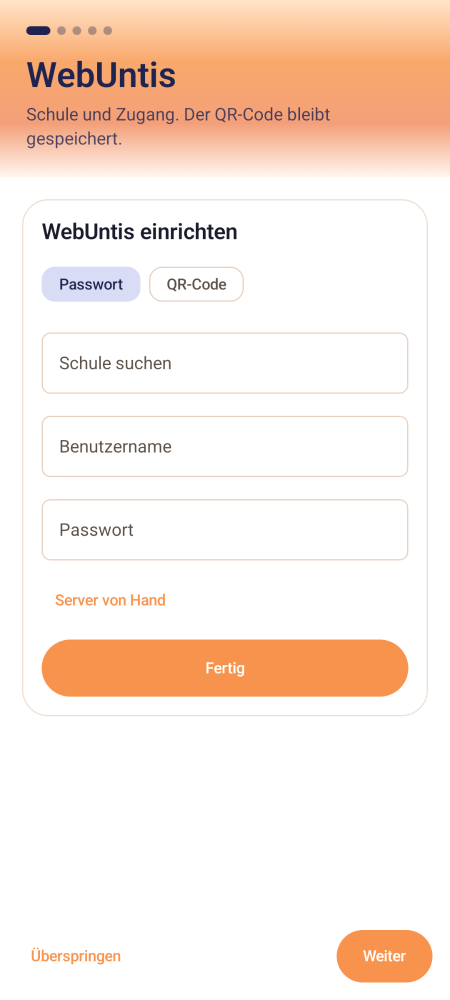 WebUntis
Schule und Zugang. Der QR-Code bleibt
gespeichert.
WebUntis einrichten
Passwort
QR-Code
Schule suchen
Benutzername
Passwort
Server von Hand
Fertig
Überspringen
Weiter